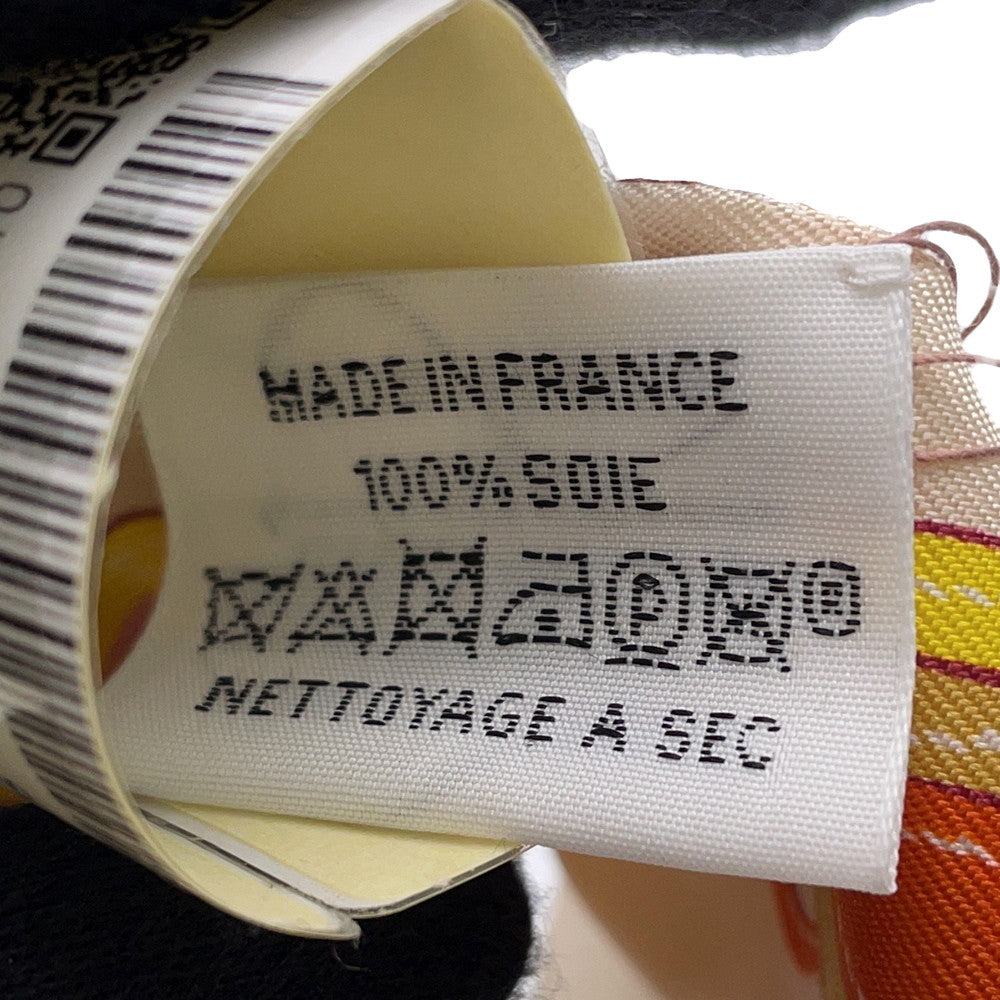 MADE IN FRANCE
100% SOIE
NETTOYAGE A SEC